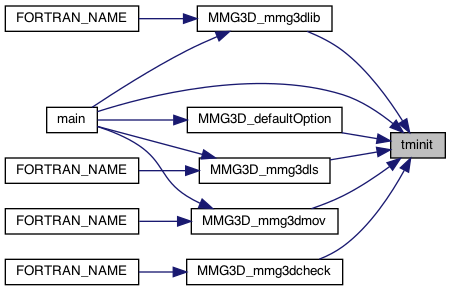 FORTRAN_NAME
MMG3D_mmg3dlib
main
MMG3D_defaultOption
tminit
FORTRAN_NAME
MMG3D_mmg3dls
FORTRAN_NAME
MMG3D_mmg3dmov
FORTRAN_NAME
MMG3D_mmg3dcheck